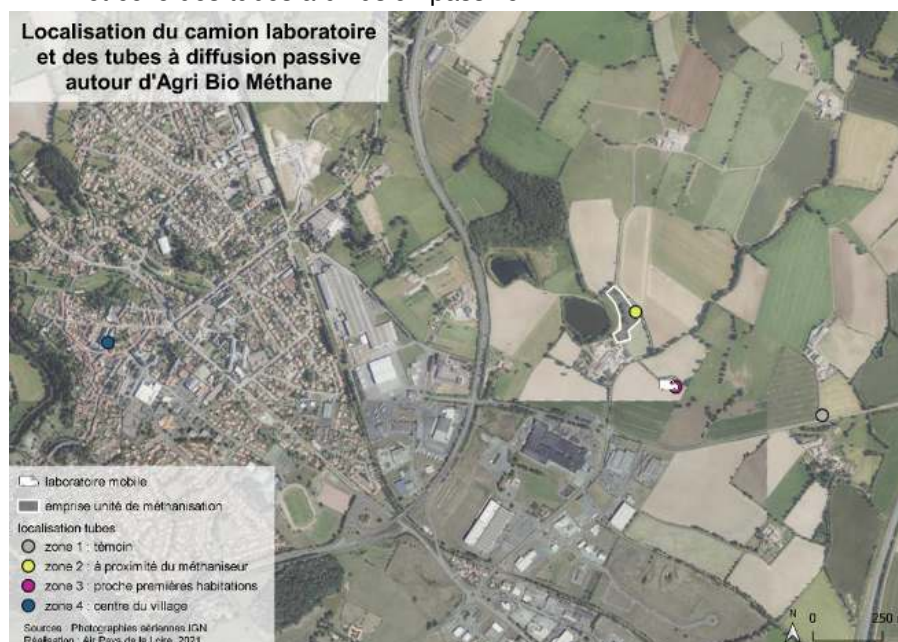 Localisation du camion laboratoire
et des tubes à diffusion passive
autour d'Agri Bio Méthane
laboratoire mobile
emprise unité de méthanisation
localisation tubes
zone 1 : témoin
zone 2 : à proximité du méthaniseur
zone 3 : proche premières habitations
zone 4 : centre du village
Sources : Photographies aériennes IGN
Réalisation : Air Pays de la Loire, 2021
N
0 250